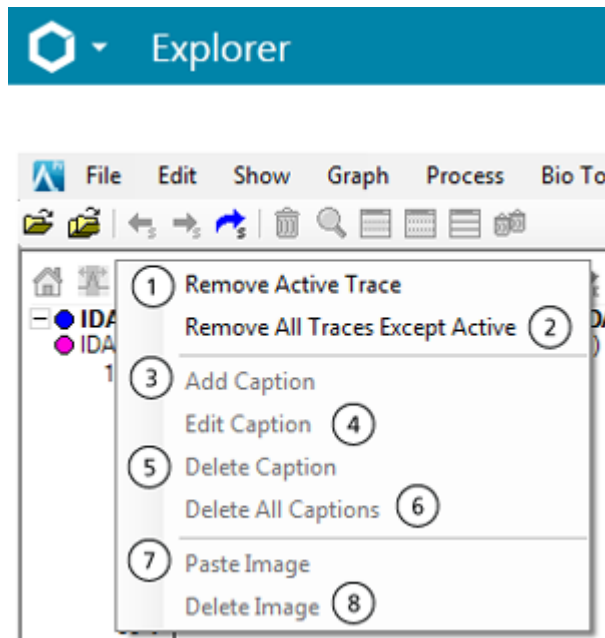 Explorer
File Edit Show Graph Process Bio To
1 Remove Active Trace
Remove All Traces Except Active 2
3 Add Caption
Edit Caption 4
5 Delete Caption
Delete All Captions 6
7 Paste Image
Delete Image 8
IDA
IDA
1